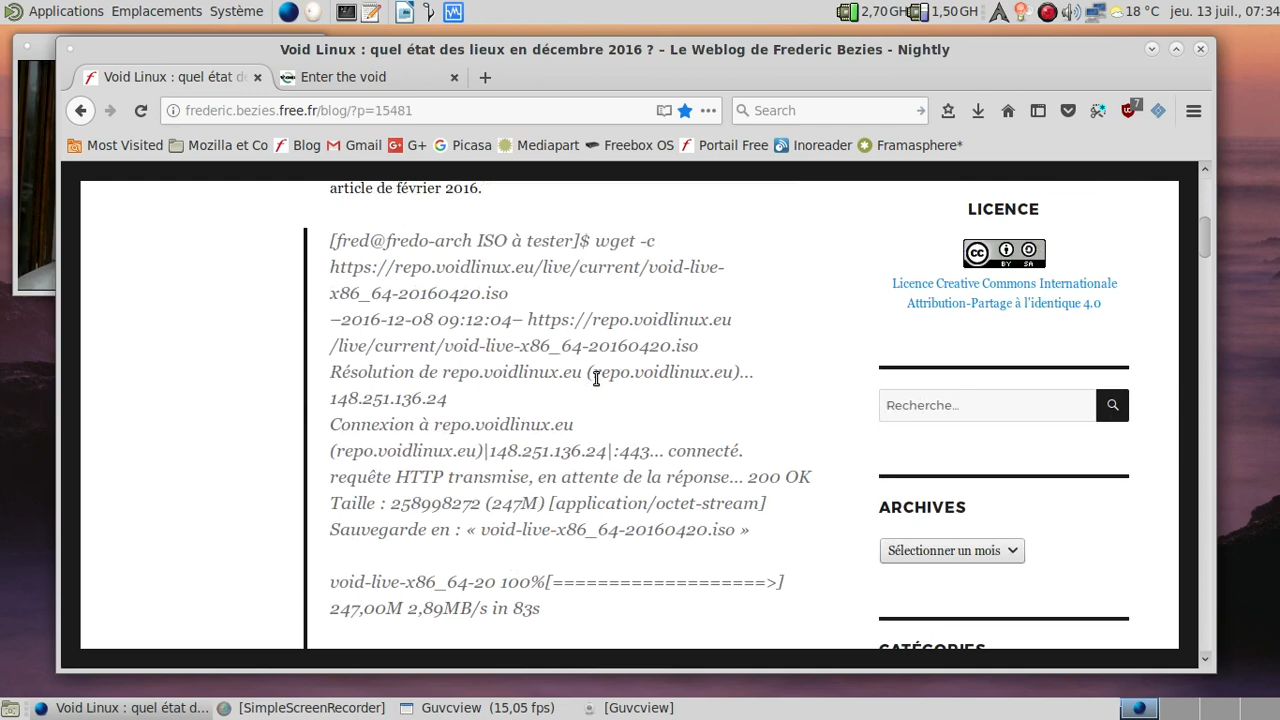 Applications Emplacements Système
2,70 GH 1,50 GH 18 °C jeu. 13 juil., 07:34
Void Linux : quel état des lieux en décembre 2016 ? – Le Weblog de Frederic Bezies - Nightly
Void Linux : quel état de
Enter the void
frederic.bezies.free.fr/blog/?p=15481
Search
7
Most Visited Mozilla et Co Blog Gmail G+ Picasa Mediapart Freebox OS Portail Free Inoreader Framasphere*
article de février 2016.
[fred@fredo-arch ISO à tester]$ wget -c
https://repo.voidlinux.eu/live/current/void-live-
x86_64-20160420.iso
–2016-12-08 09:12:04– https://repo.voidlinux.eu
/live/current/void-live-x86_64-20160420.iso
Résolution de repo.voidlinux.eu (repo.voidlinux.eu)…
148.251.136.24
Connexion à repo.voidlinux.eu
(repo.voidlinux.eu)|148.251.136.24|:443… connecté.
requête HTTP transmise, en attente de la réponse… 200 OK
Taille : 258998272 (247M) [application/octet-stream]
Sauvegarde en : « void-live-x86_64-20160420.iso »
void-live-x86_64-20 100%[===================>]
247,00M 2,89MB/s in 83s
LICENCE
cc BY SA
Licence Creative Commons Internationale
Attribution-Partage à l'identique 4.0
Recherche…
ARCHIVES
Sélectionner un mois
CATÉGORIES
Void Linux : quel état d...
[SimpleScreenRecorder]
Guvcview (15,05 fps)
[Guvcview]